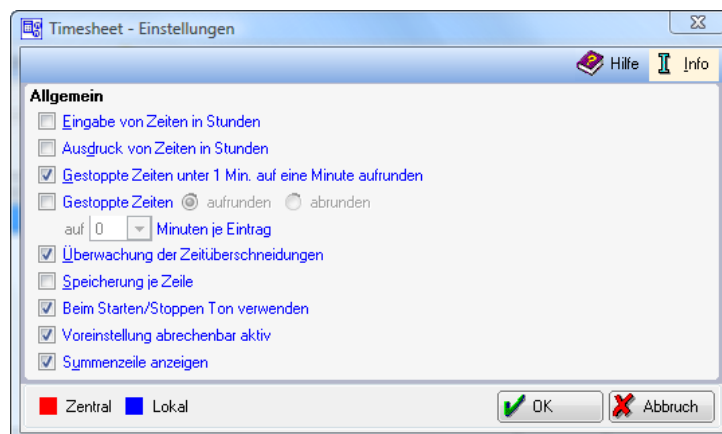 Timesheet - Einstellungen
Hilfe Info
Allgemein
Eingabe von Zeiten in Stunden
Ausdruck von Zeiten in Stunden
Gestoppte Zeiten unter 1 Min. auf eine Minute aufrunden
Gestoppte Zeiten aufrunden abrunden
auf 0 Minuten je Eintrag
Überwachung der Zeitüberschneidungen
Speicherung je Zeile
Beim Starten/Stoppen Ton verwenden
Voreinstellung abrechenbar aktiv
Summenzeile anzeigen
Zentral Lokal OK Abbruch